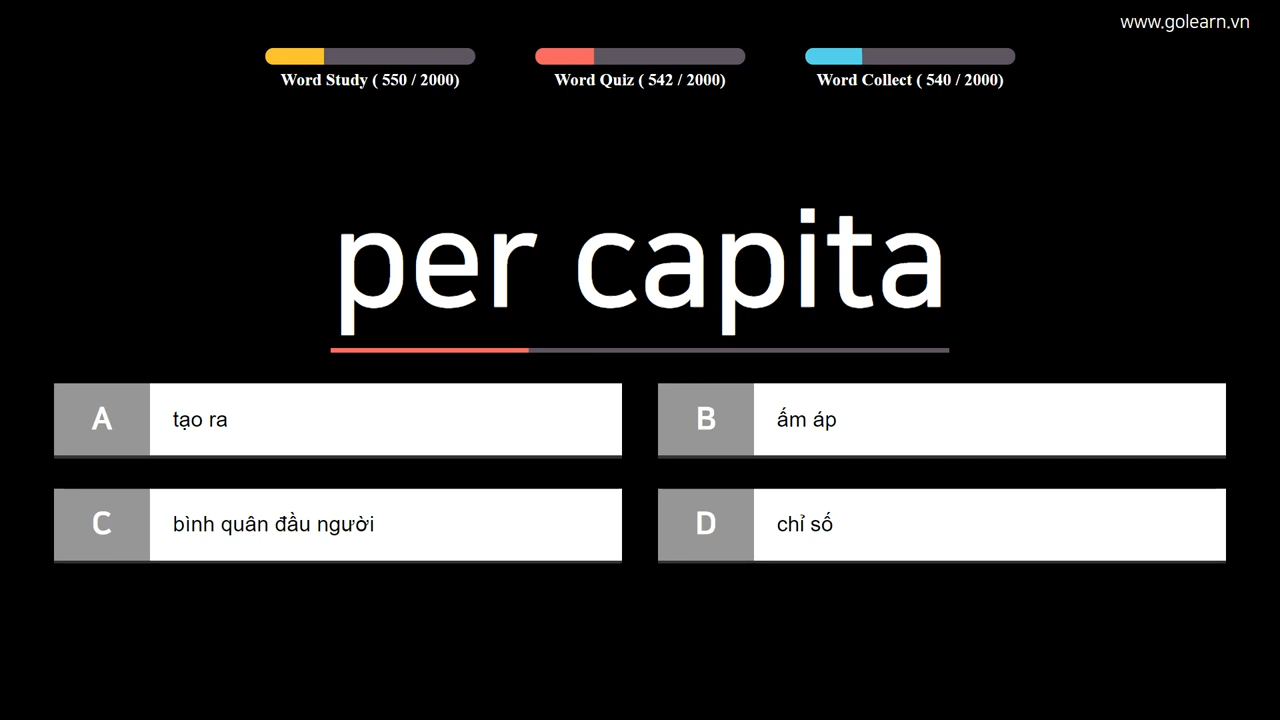 www.golearn.vn
Word Study ( 550 / 2000)
Word Quiz ( 542 / 2000)
Word Collect ( 540 / 2000)
per capita
A
tạo ra
B
ấm áp
C
bình quân đầu người
D
chỉ số